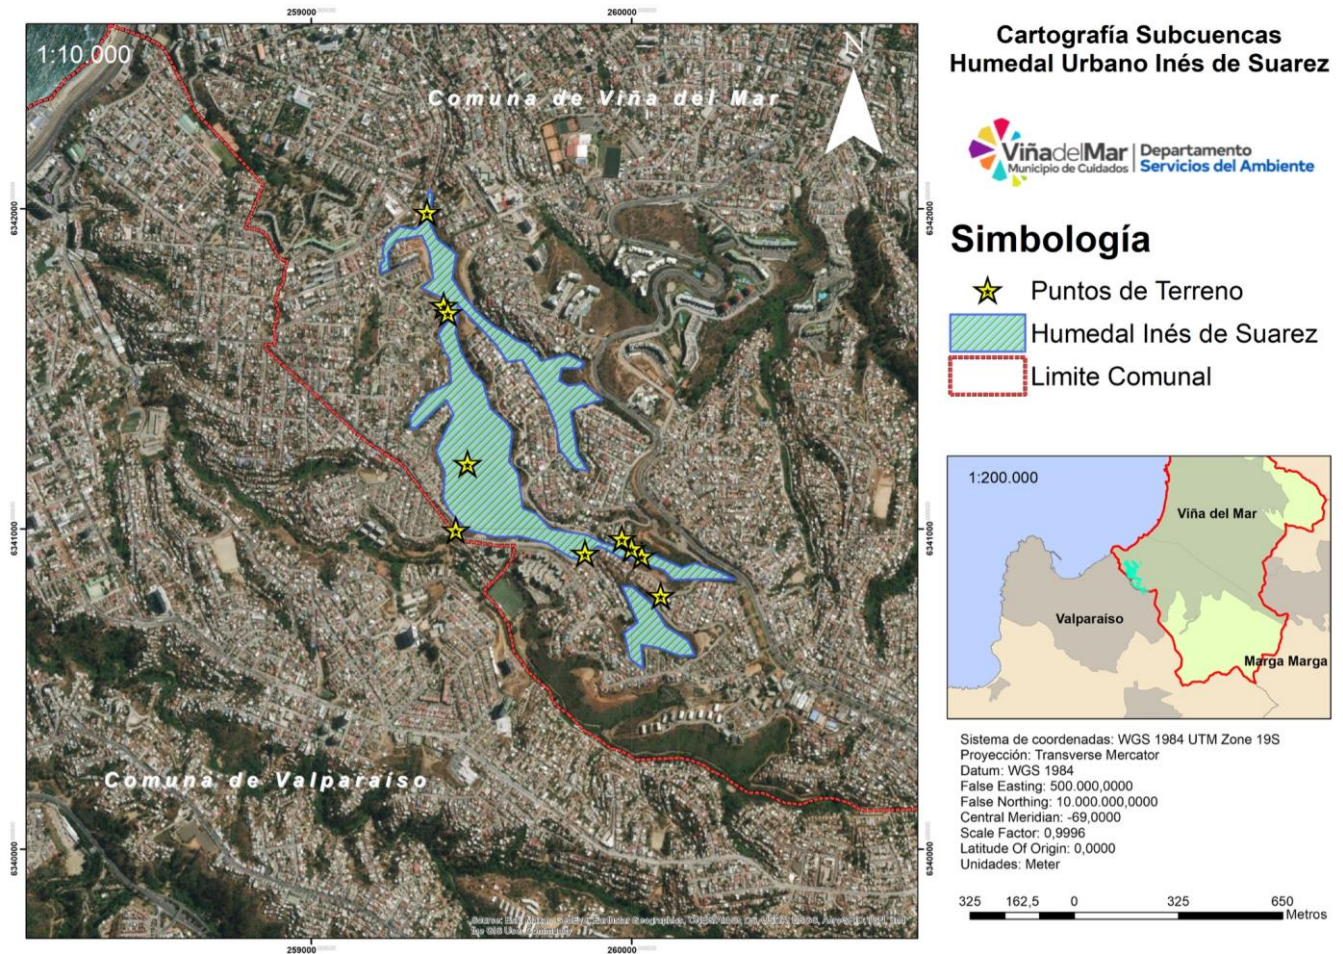 259000
260000
1:10.000
N
Comuna de Viña del Mar
6342000
6342000
6341000
6341000
Comuna de Valparaíso
6340000
6340000
259000
260000
Cartografía Subcuencas
Humedal Urbano Inés de Suarez
ViñadelMar
Municipio de Cuidados
Departamento
Servicios del Ambiente
Simbología
Puntos de Terreno
Humedal Inés de Suarez
Limite Comunal
1:200.000
Viña del Mar
Valparaíso
Marga Marga
Sistema de coordenadas: WGS 1984 UTM Zone 19S
Proyección: Transverse Mercator
Datum: WGS 1984
False Easting: 500.000,0000
False Northing: 10.000.000,0000
Central Meridian: -69,0000
Scale Factor: 0,9996
Latitude Of Origin: 0,0000
Unidades: Meter
325 162,5 0 325 650
Metros